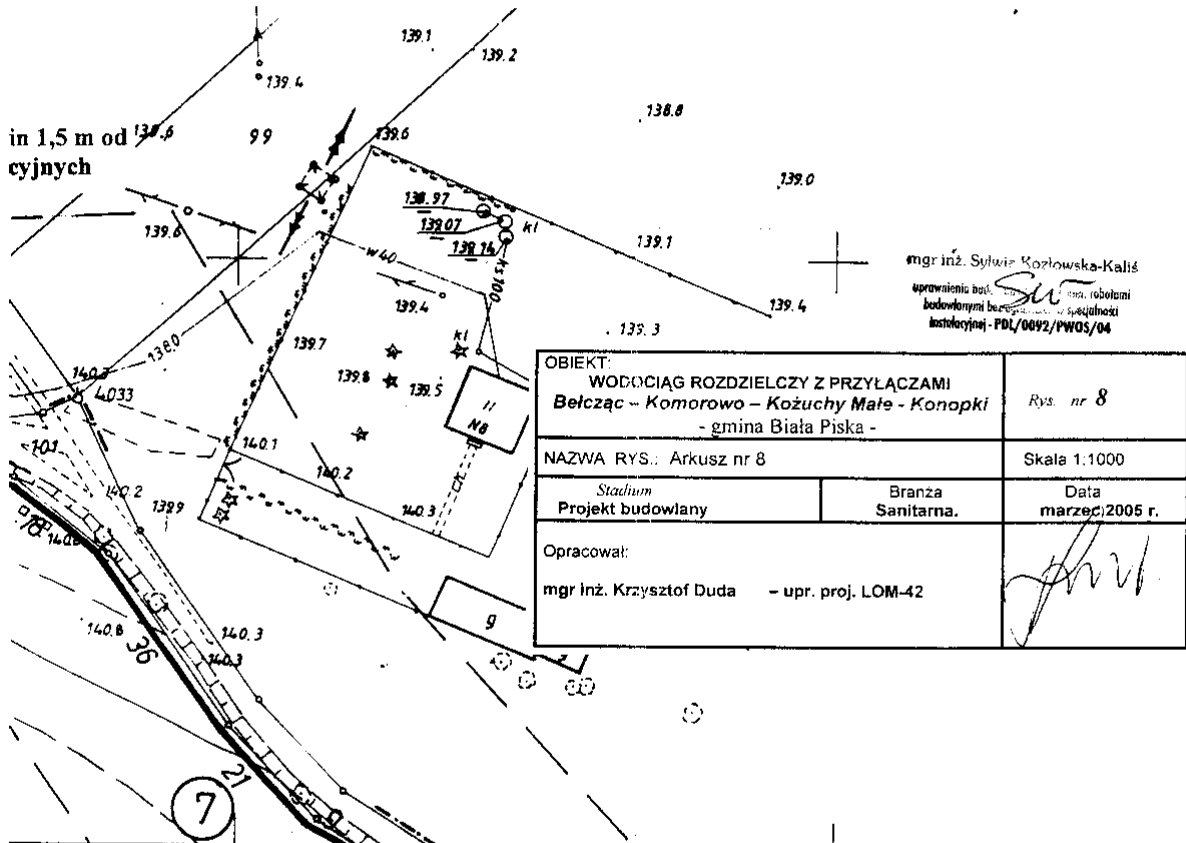 139.1
139.2
139.4
138.8
in 1,5 m od
cyjnych
99
139.6
139.0
138.97
139.07
139.14
kł
139.6
139.1
w40
ks100
139.4
139.4
mgr inż. Sylwia Kozłowska-Kaliś
budowlanymi
instalacyjnej - PDL/0092/PWOS/04
139.3
139.7
kł
138.0
140.3
4033
139.8
139.5
N8
101
140.1
140.2
140.3
140.2
139.9
OBIEKT:
WODOCIĄG ROZDZIELCZY Z PRZYŁĄCZAMI
Bełcząc – Komorowo – Kożuchy Małe - Konopki
- gmina Biała Piska -
Rys. nr 8
NAZWA RYS.: Arkusz nr 8
Skala 1:1000
Stadium
Projekt budowlany
Branża
Sanitarna.
Data
marzec 2005 r.
Opracował:
mgr inż. Krzysztof Duda – upr. proj. LOM-42
140.8
36
140.3
140.3
g
21
7